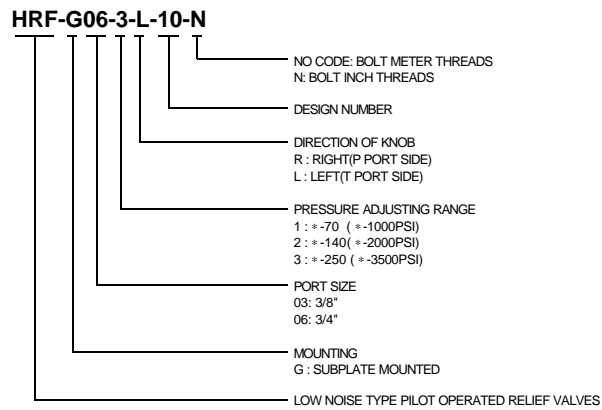 HRF-G06-3-L-10-N
NO CODE: BOLT METER THREADS
N: BOLT INCH THREADS
DESIGN NUMBER
DIRECTION OF KNOB
R : RIGHT(P PORT SIDE)
L : LEFT(T PORT SIDE)
PRESSURE ADJUSTING RANGE
1 : *-70 ( *-1000PSI)
2 : *-140( *-2000PSI)
3 : *-250 ( *-3500PSI)
PORT SIZE
03: 3/8"
06: 3/4"
MOUNTING
G : SUBPLATE MOUNTED
LOW NOISE TYPE PILOT OPERATED RELIEF VALVES